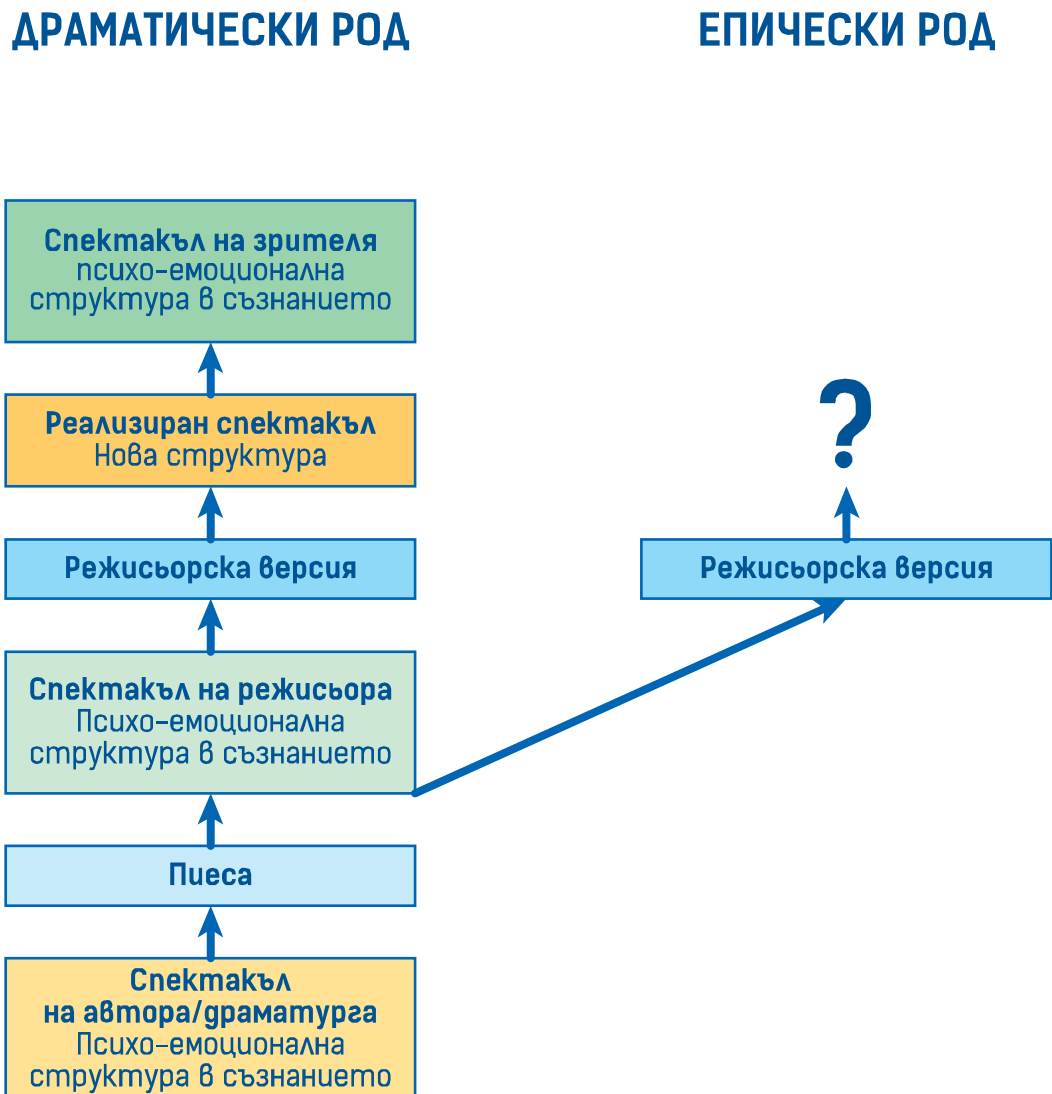 ДРАМАТИЧЕСКИ РОД
ЕПИЧЕСКИ РОД
Спектакъл на зрителя
психо-емоционална
структура в съзнанието
Реализиран спектакъл
Нова структура
?
Режисьорска версия
Режисьорска версия
Спектакъл на режисьора
Психо-емоционална
структура в съзнанието
Пиеса
Спектакъл
на автора/драматурга
Психо-емоционална
структура в съзнанието